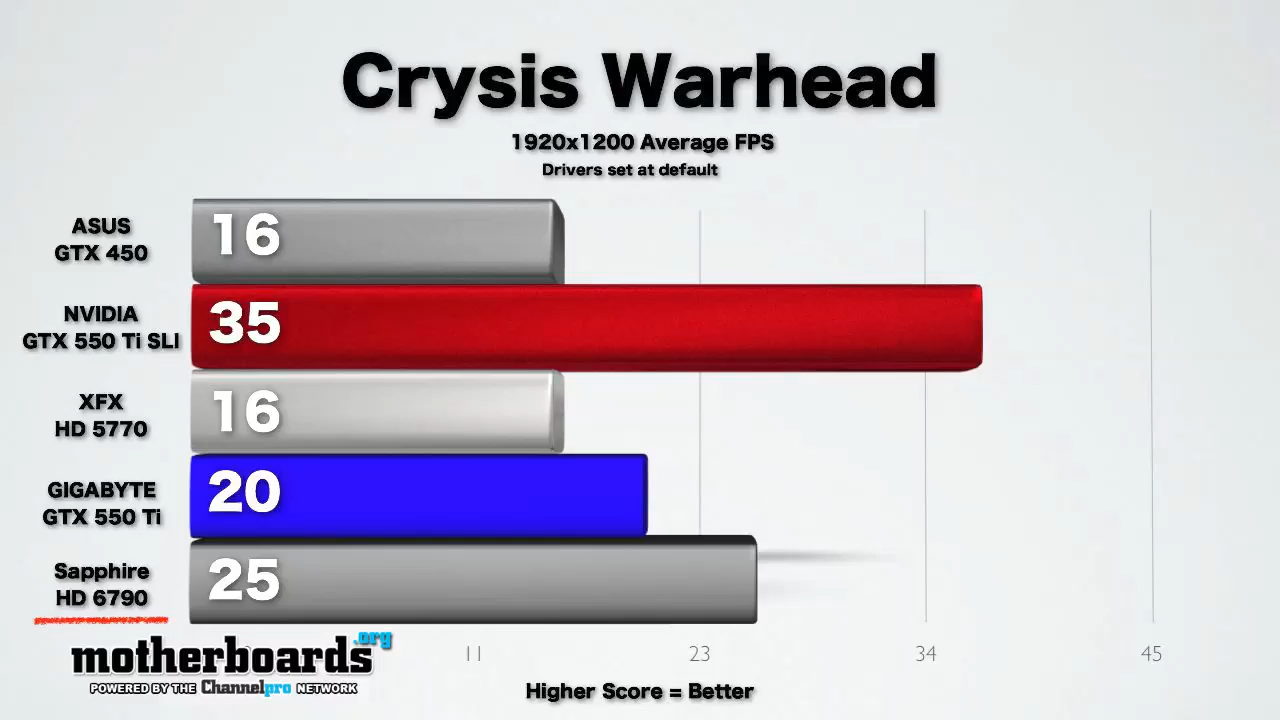 Crysis Warhead
1920x1200 Average FPS
Drivers set at default
ASUS
GTX 450
16
NVIDIA
GTX 550 Ti SLI
35
XFX
HD 5770
16
GIGABYTE
GTX 550 Ti
20
Sapphire
HD 6790
25
motherboards.org
POWERED BY THE Channelpro NETWORK
11
23
34
45
Higher Score = Better